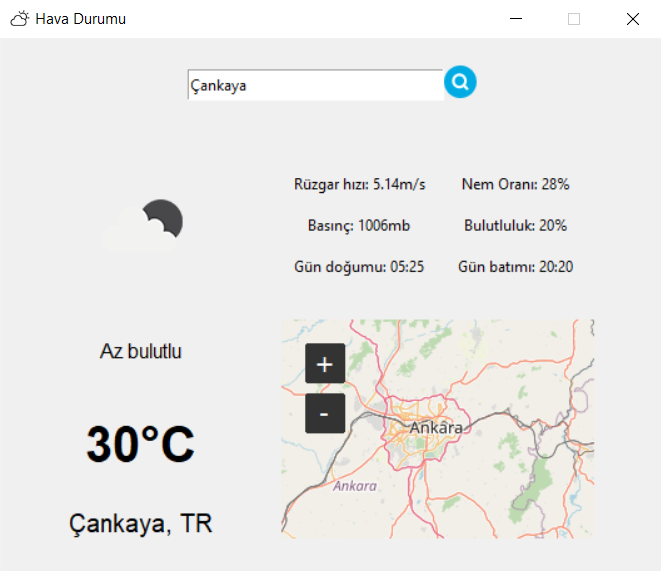 Hava Durumu
Çankaya
Rüzgar hızı: 5.14m/s
Nem Oranı: 28%
Basınç: 1006mb
Bulutluluk: 20%
Gün doğumu: 05:25
Gün batımı: 20:20
Az bulutlu
30°C
Çankaya, TR
+
-
Ankara
Ankara